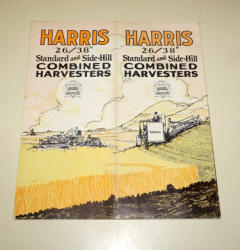 HARRIS
26/38"
Standard and Side-Hill
COMBINED
HARVESTERS
HARRIS
26/38"
Standard and Side-Hill
COMBINED
HARVESTERS